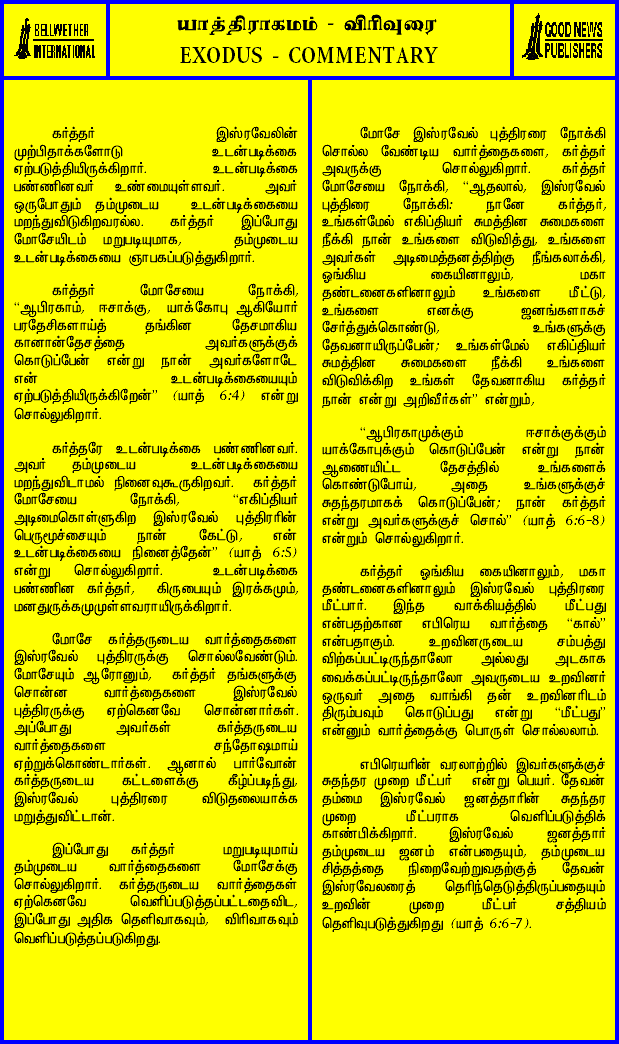 BELLWETHER
INTERNATIONAL
யாத்திராகமம் - விரிவுரை
EXODUS - COMMENTARY
GOOD NEWS
PUBLISHERS
கர்த்தர் இஸ்ரவேலின்
முற்பிதாக்களோடு உடன்படிக்கை
ஏற்படுத்தியிருக்கிறார். உடன்படிக்கை
பண்ணினவர் உண்மையுள்ளவர். அவர்
ஒருபோதும் தம்முடைய உடன்படிக்கையை
மறந்துவிடுகிறவரல்ல. கர்த்தர் இப்போது
மோசேயிடம் மறுபடியுமாக, தம்முடைய
உடன்படிக்கையை ஞாபகப்படுத்துகிறார்.
கர்த்தர் மோசேயை நோக்கி,
“ஆபிரகாம், ஈசாக்கு, யாக்கோபு ஆகியோர்
பரதேசிகளாய்த் தங்கின தேசமாகிய
கானான்தேசத்தை அவர்களுக்குக்
கொடுப்பேன் என்று நான் அவர்களோடே
என் உடன்படிக்கையையும்
ஏற்படுத்தியிருக்கிறேன்” (யாத் 6:4) என்று
சொல்லுகிறார்.
கர்த்தரே உடன்படிக்கை பண்ணினவர்.
அவர் தம்முடைய உடன்படிக்கையை
மறந்துவிடாமல் நினைவுகூருகிறவர். கர்த்தர்
மோசேயை நோக்கி, “எகிப்தியர்
அடிமைகொள்ளுகிற இஸ்ரவேல் புத்திரரின்
பெருமூச்சையும் நான் கேட்டு, என்
உடன்படிக்கையை நினைத்தேன்” (யாத் 6:5)
என்று சொல்லுகிறார். உடன்படிக்கை
பண்ணின கர்த்தர், கிருபையும் இரக்கமும்,
மனதுருக்கமுமுள்ளவராயிருக்கிறார்.
மோசே கர்த்தருடைய வார்த்தைகளை
இஸ்ரவேல் புத்திரருக்கு சொல்லவேண்டும்.
மோசேயும் ஆரோனும், கர்த்தர் தங்களுக்கு
சொன்ன வார்த்தைகளை இஸ்ரவேல்
புத்திரருக்கு ஏற்கெனவே சொன்னார்கள்.
அப்போது அவர்கள் கர்த்தருடைய
வார்த்தைகளை சந்தோஷமாய்
ஏற்றுக்கொண்டார்கள். ஆனால் பார்வோன்
கர்த்தருடைய கட்டளைக்கு கீழ்ப்படிந்து,
இஸ்ரவேல் புத்திரரை விடுதலையாக்க
மறுத்துவிட்டான்.
இப்போது கர்த்தர் மறுபடியுமாய்
தம்முடைய வார்த்தைகளை மோசேக்கு
சொல்லுகிறார். கர்த்தருடைய வார்த்தைகள்
ஏற்கெனவே வெளிப்படுத்தப்பட்டதைவிட,
இப்போது அதிக தெளிவாகவும், விரிவாகவும்
வெளிப்படுத்தப்படுகிறது.
மோசே இஸ்ரவேல் புத்திரரை நோக்கி
சொல்ல வேண்டிய வார்த்தைகளை, கர்த்தர்
அவருக்கு சொல்லுகிறார். கர்த்தர்
மோசேயை நோக்கி, “ஆதலால், இஸ்ரவேல்
புத்திரை நோக்கி: நானே கர்த்தர்,
உங்கள்மேல் எகிப்தியர் சுமத்தின சுமைகளை
நீக்கி நான் உங்களை விடுவித்து, உங்களை
அவர்கள் அடிமைத்தனத்திற்கு நீங்கலாக்கி,
ஓங்கிய கையினாலும், மகா
தண்டனைகளினாலும் உங்களை மீட்டு,
உங்களை எனக்கு ஜனங்களாகச்
சேர்த்துக்கொண்டு, உங்களுக்கு
தேவனாயிருப்பேன்; உங்கள்மேல் எகிப்தியர்
சுமத்தின சுமைகளை நீக்கி உங்களை
விடுவிக்கிற உங்கள் தேவனாகிய கர்த்தர்
நான் என்று அறிவீர்கள்” என்றும்,
“ஆபிரகாமுக்கும் ஈசாக்குக்கும்
யாக்கோபுக்கும் கொடுப்பேன் என்று நான்
ஆணையிட்ட தேசத்தில் உங்களைக்
கொண்டுபோய், அதை உங்களுக்குச்
சுதந்தரமாகக் கொடுப்பேன்; நான் கர்த்தர்
என்று அவர்களுக்குச் சொல்” (யாத் 6:6-8)
என்றும் சொல்லுகிறார்.
கர்த்தர் ஓங்கிய கையினாலும், மகா
தண்டனைகளினாலும் இஸ்ரவேல் புத்திரரை
மீட்பார். இந்த வாக்கியத்தில் மீட்பது
என்பதற்கான எபிரெய வார்த்தை “கால்”
என்பதாகும். உறவினருடைய சம்பத்து
விற்கப்பட்டிருந்தாலோ அல்லது அடகாக
வைக்கப்பட்டிருந்தாலோ அவருடைய உறவினர்
ஒருவர் அதை வாங்கி தன் உறவினரிடம்
திரும்பவும் கொடுப்பது என்று “மீட்பது”
என்னும் வார்த்தைக்கு பொருள் சொல்லலாம்.
எபிரெயரின் வரலாற்றில் இவர்களுக்குச்
சுதந்தர முறை மீட்பர் என்று பெயர். தேவன்
தம்மை இஸ்ரவேல் ஜனத்தாரின் சுதந்தர
முறை மீட்பராக வெளிப்படுத்திக்
காண்பிக்கிறார். இஸ்ரவேல் ஜனத்தார்
தம்முடைய ஜனம் என்பதையும், தம்முடைய
சித்தத்தை நிறைவேற்றுவதற்குத் தேவன்
இஸ்ரவேலரைத் தெரிந்தெடுத்திருப்பதையும்
உறவின் முறை மீட்பர் சத்தியம்
தெளிவுபடுத்துகிறது (யாத் 6:6-7).